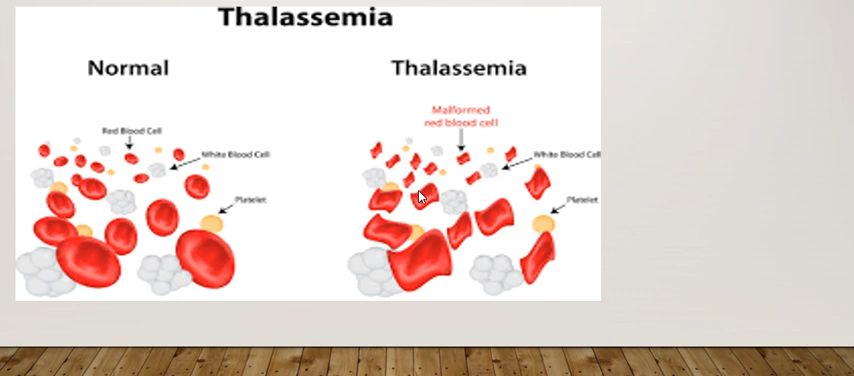 Thalassemia
Normal
Thalassemia
Malformed
red blood cell
Red Blood Cell
White Blood Cell
White Blood Cell
Platelet
Platelet